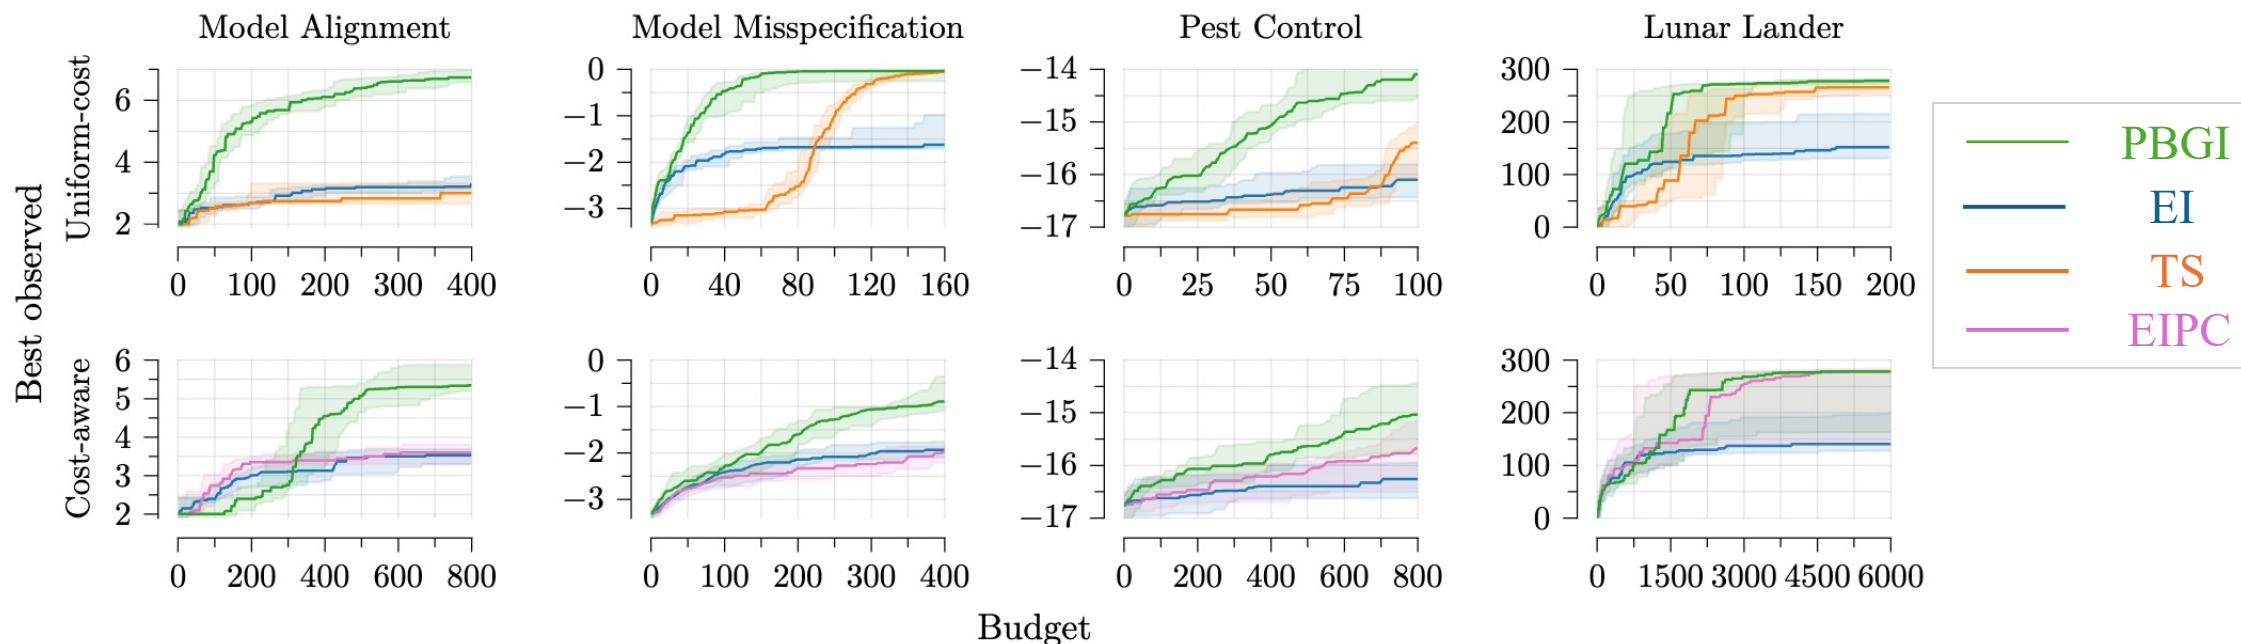 Model Alignment Model Misspecification Pest Control Lunar Lander
Best observed
Uniform-cost
6
4
2
0 100 200 300 400
0
−1
−2
−3
0 40 80 120 160
−14
−15
−16
−17
0 25 50 75 100
300
200
100
0
0 50 100 150 200
PBGI
EI
TS
EIPC
Cost-aware
6
5
4
3
2
0 200 400 600 800
0
−1
−2
−3
0 100 200 300 400
−14
−15
−16
−17
0 200 400 600 800
300
200
100
0
0 1500 3000 4500 6000
Budget